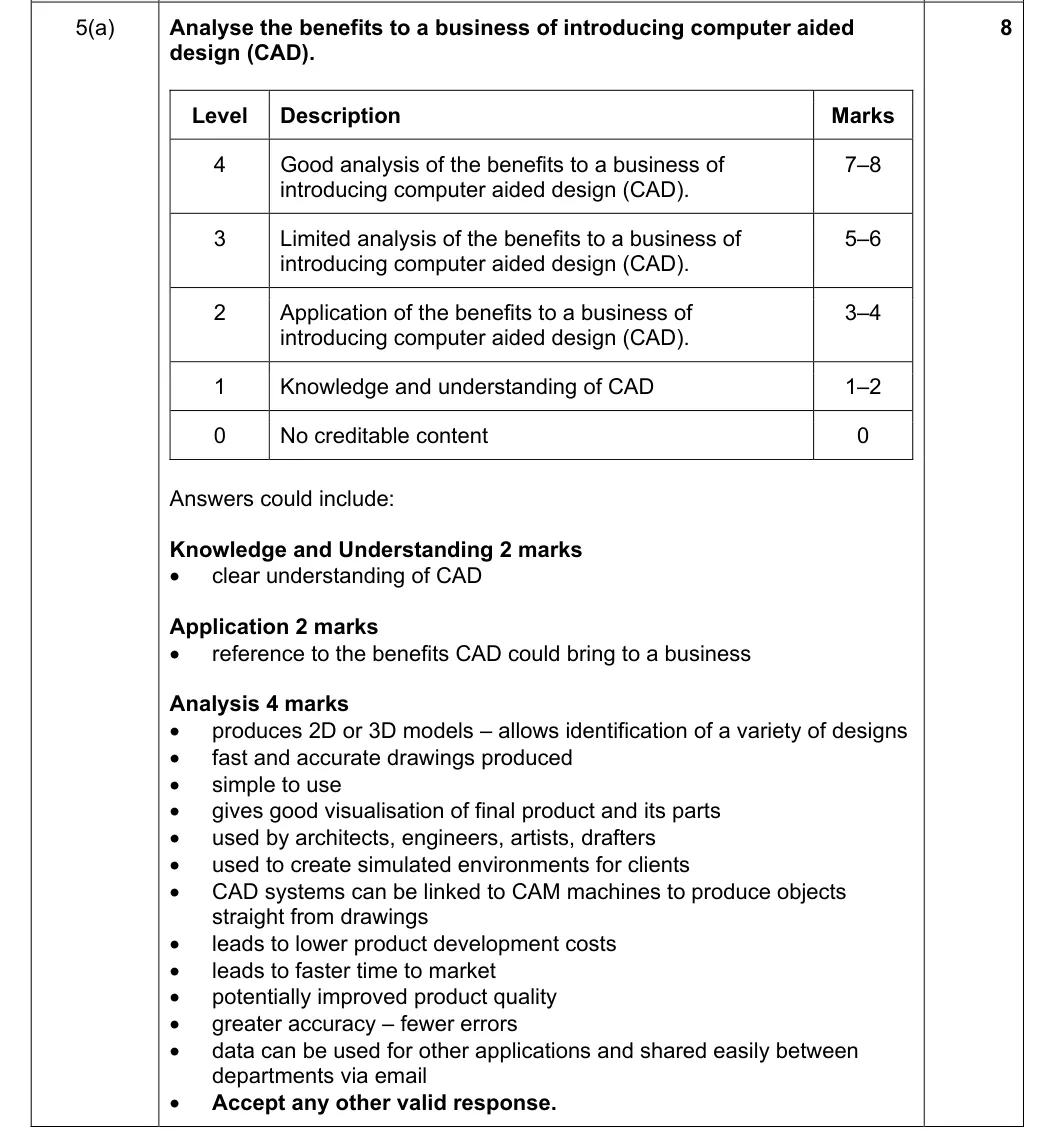 5(a)
Analyse the benefits to a business of introducing computer aided
design (CAD).
8
Level Description Marks
4 Good analysis of the benefits to a business of
introducing computer aided design (CAD).
7–8
3 Limited analysis of the benefits to a business of
introducing computer aided design (CAD).
5–6
2 Application of the benefits to a business of
introducing computer aided design (CAD).
3–4
1 Knowledge and understanding of CAD 1–2
0 No creditable content 0
Answers could include:
Knowledge and Understanding 2 marks
• clear understanding of CAD
Application 2 marks
• reference to the benefits CAD could bring to a business
Analysis 4 marks
• produces 2D or 3D models – allows identification of a variety of designs
• fast and accurate drawings produced
• simple to use
• gives good visualisation of final product and its parts
• used by architects, engineers, artists, drafters
• used to create simulated environments for clients
• CAD systems can be linked to CAM machines to produce objects
straight from drawings
• leads to lower product development costs
• leads to faster time to market
• potentially improved product quality
• greater accuracy – fewer errors
• data can be used for other applications and shared easily between
departments via email
• Accept any other valid response.